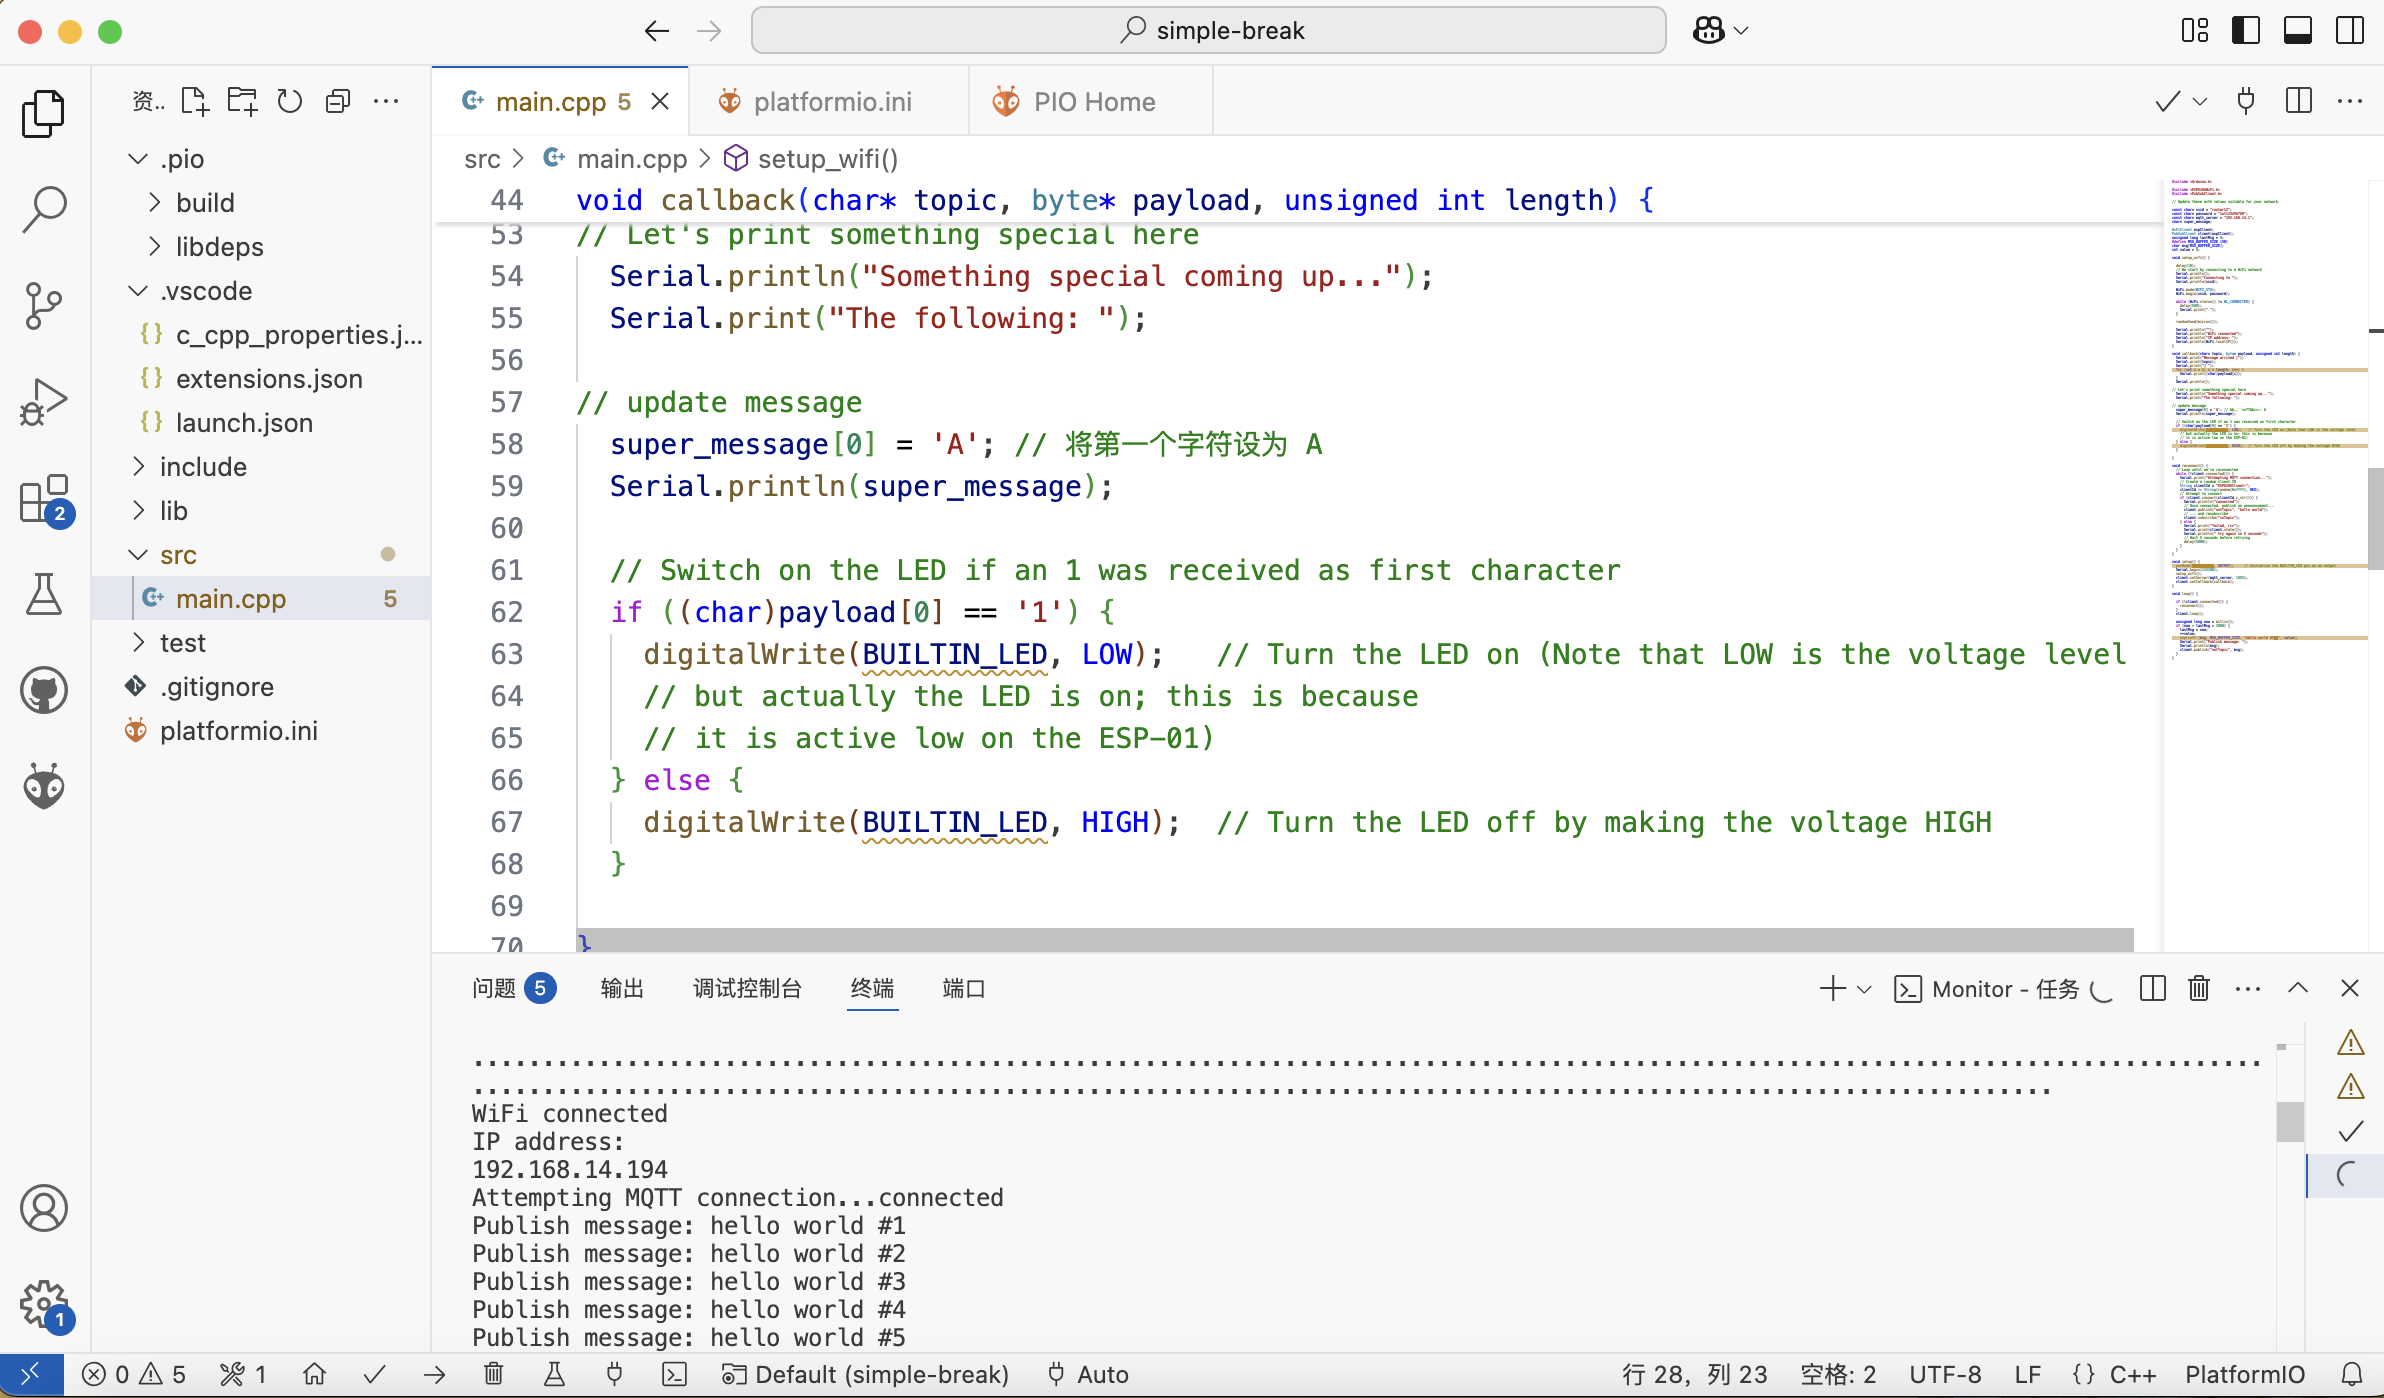 simple-break
资..
main.cpp 5
platformio.ini
PIO Home
.pio
build
libdeps
.vscode
c_cpp_properties.j...
extensions.json
launch.json
include
lib
src
main.cpp 5
test
.gitignore
platformio.ini
2
1
src > main.cpp > setup_wifi()
44 void callback(char* topic, byte* payload, unsigned int length) {
53 // Let's print something special here
54 Serial.println("Something special coming up...");
55 Serial.print("The following: ");
56
57 // update message
58 super_message[0] = 'A'; // 将第一个字符设为 A
59 Serial.println(super_message);
60
61 // Switch on the LED if an 1 was received as first character
62 if ((char)payload[0] == '1') {
63 digitalWrite(BUILTIN_LED, LOW); // Turn the LED on (Note that LOW is the voltage level
64 // but actually the LED is on; this is because
65 // it is active low on the ESP-01)
66 } else {
67 digitalWrite(BUILTIN_LED, HIGH); // Turn the LED off by making the voltage HIGH
68 }
69
70 }
问题 5 输出 调试控制台 终端 端口
Monitor - 任务
WiFi connected
IP address:
192.168.14.194
Attempting MQTT connection...connected
Publish message: hello world #1
Publish message: hello world #2
Publish message: hello world #3
Publish message: hello world #4
Publish message: hello world #5
0 5 1 Default (simple-break) Auto 行 28，列 23 空格: 2 UTF-8 LF {} C++ PlatformIO